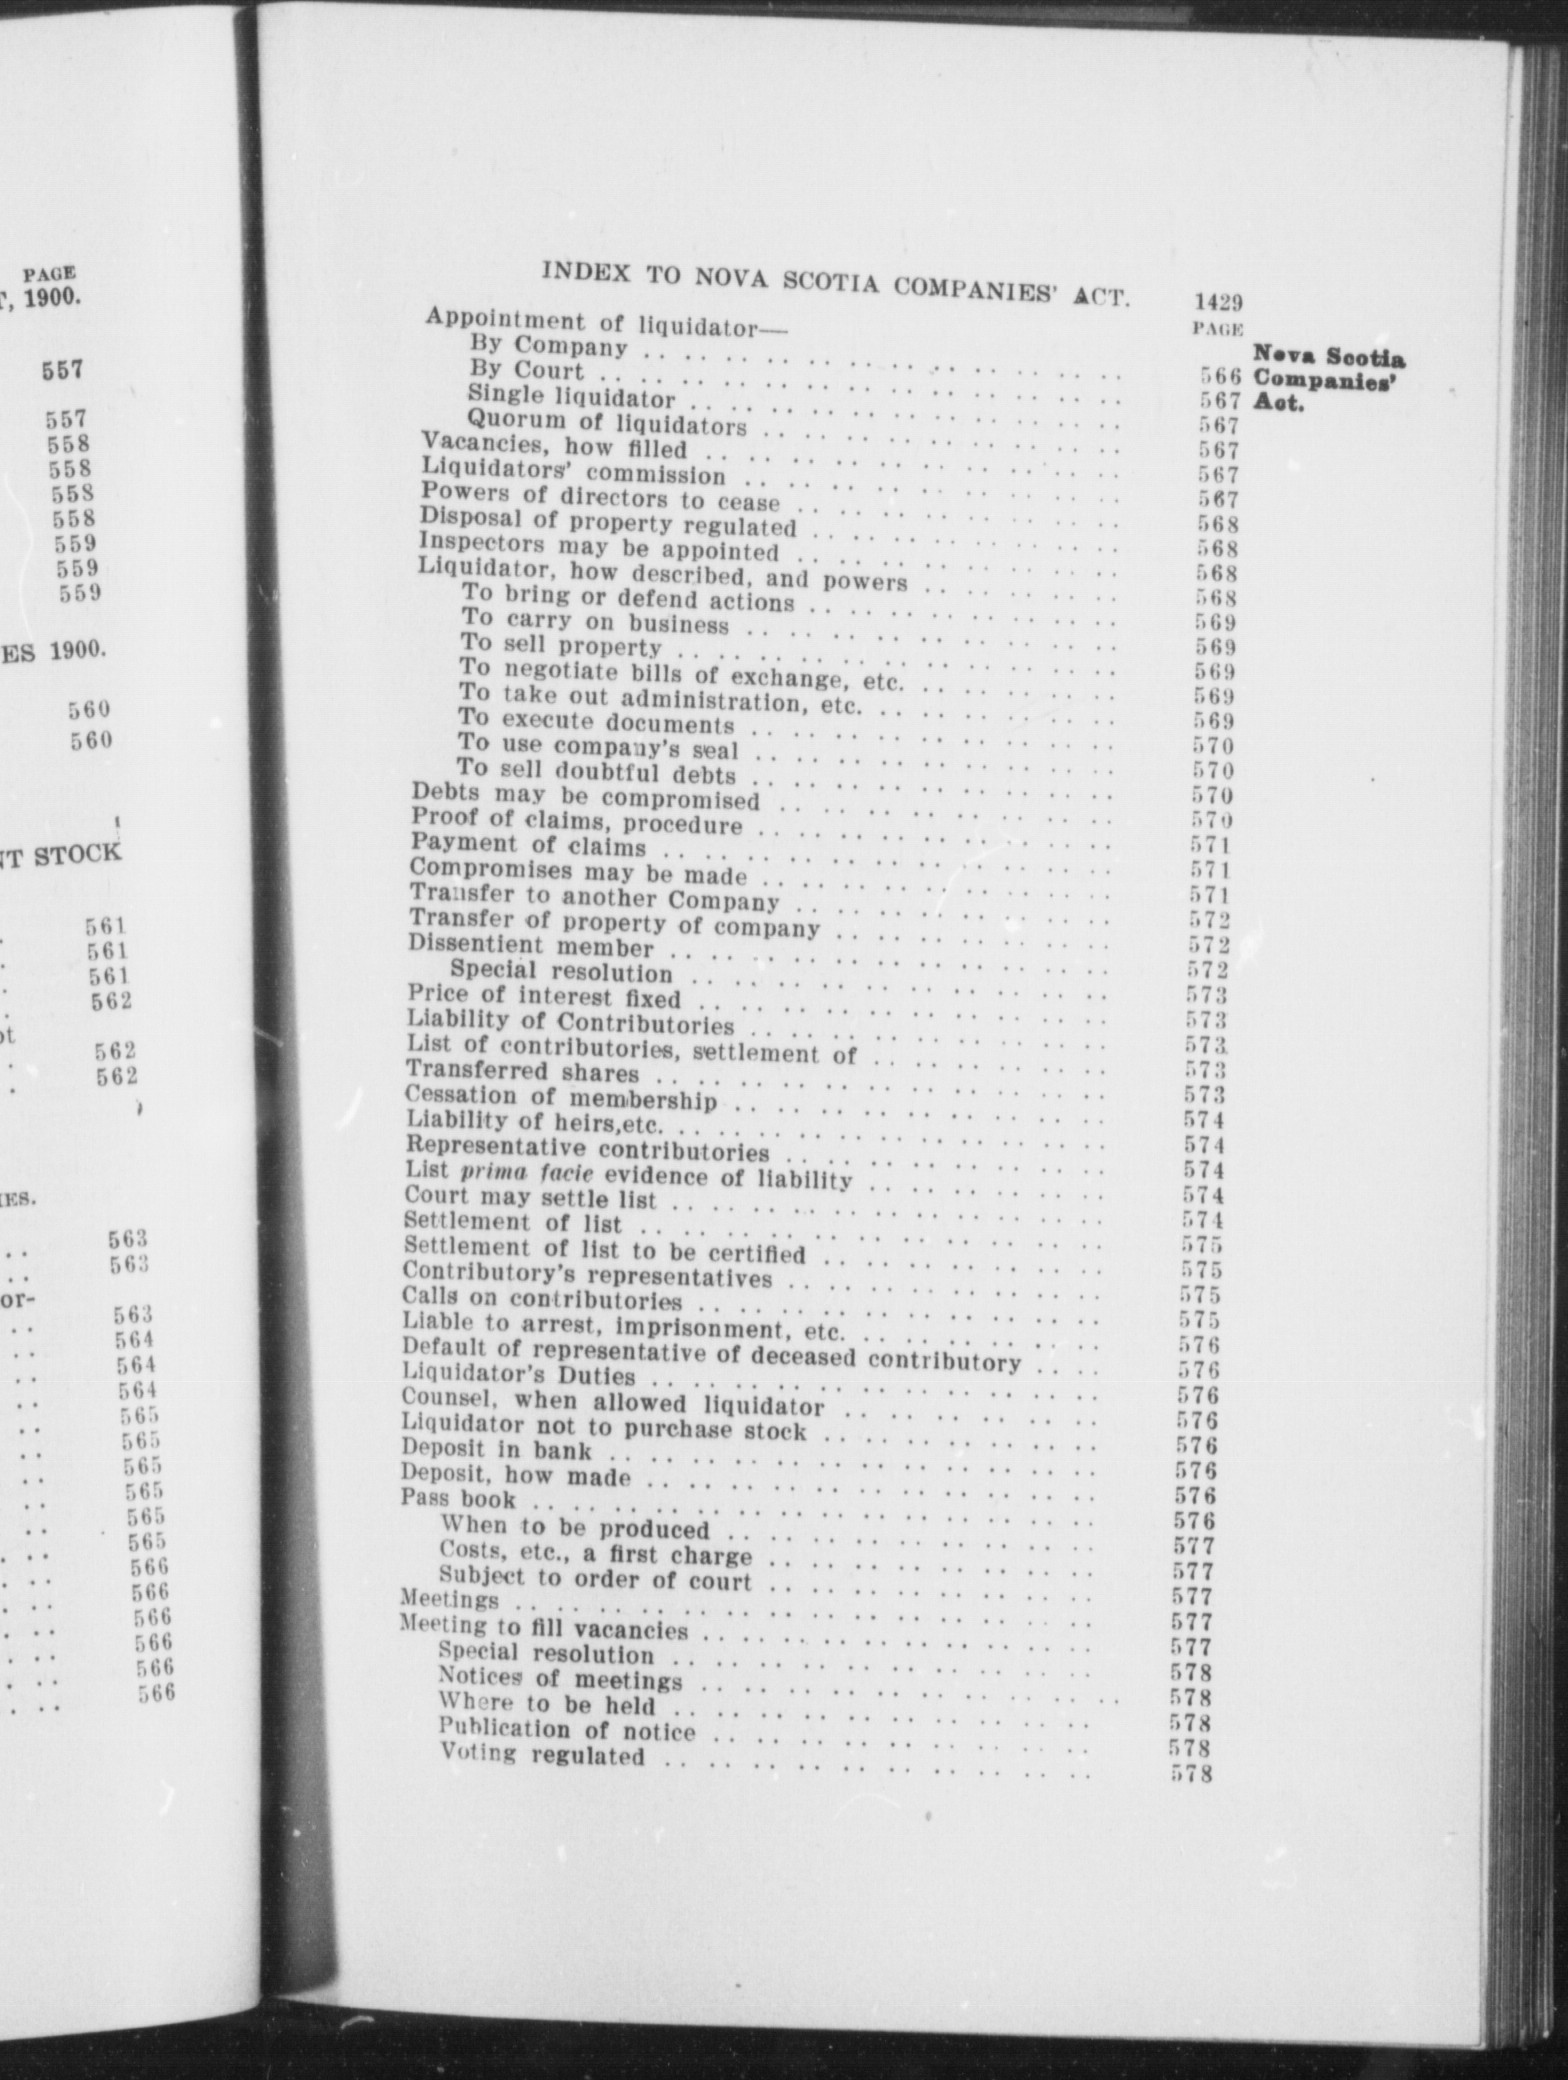 PAGE
T, 1900.
557
557
558
558
558
558
559
559
559
ES 1900.
560
560
NT STOCK
561
561
561
562
ot
562
562
IES.
563
563
or-
563
564
564
564
565
565
565
565
565
565
566
566
566
566
566
566
INDEX TO NOVA SCOTIA COMPANIES' ACT. 1429
PAGE
Nova Scotia
Companies'
Act.
Appointment of liquidator—
By Company .. .. .. .. .. .. .. .. .. .. 566
By Court .. .. .. .. .. .. .. .. .. .. 567
Single liquidator .. .. .. .. .. .. .. .. 567
Quorum of liquidators .. .. .. .. .. .. .. 567
Vacancies, how filled .. .. .. .. .. .. .. .. 567
Liquidators' commission .. .. .. .. .. .. .. 567
Powers of directors to cease .. .. .. .. .. .. 568
Disposal of property regulated .. .. .. .. .. .. 568
Inspectors may be appointed .. .. .. .. .. .. 568
Liquidator, how described, and powers .. .. .. .. 568
To bring or defend actions .. .. .. .. .. .. 569
To carry on business .. .. .. .. .. .. .. 569
To sell property .. .. .. .. .. .. .. .. 569
To negotiate bills of exchange, etc. .. .. .. .. 569
To take out administration, etc. .. .. .. .. .. 569
To execute documents .. .. .. .. .. .. .. 570
To use company's seal .. .. .. .. .. .. .. 570
To sell doubtful debts .. .. .. .. .. .. .. 570
Debts may be compromised .. .. .. .. .. .. .. 570
Proof of claims, procedure .. .. .. .. .. .. .. 571
Payment of claims .. .. .. .. .. .. .. .. 571
Compromises may be made .. .. .. .. .. .. .. 571
Transfer to another Company .. .. .. .. .. .. 572
Transfer of property of company .. .. .. .. .. 572
Dissentient member .. .. .. .. .. .. .. .. 572
Special resolution .. .. .. .. .. .. .. .. 573
Price of interest fixed .. .. .. .. .. .. .. .. 573
Liability of Contributories .. .. .. .. .. .. .. 573
List of contributories, settlement of .. .. .. .. 573
Transferred shares .. .. .. .. .. .. .. .. 573
Cessation of membership .. .. .. .. .. .. .. 574
Liability of heirs,etc. .. .. .. .. .. .. .. .. 574
Representative contributories .. .. .. .. .. .. 574
List prima facie evidence of liability .. .. .. .. 574
Court may settle list .. .. .. .. .. .. .. .. 574
Settlement of list .. .. .. .. .. .. .. .. 575
Settlement of list to be certified .. .. .. .. .. 575
Contributory's representatives .. .. .. .. .. .. 575
Calls on contributories .. .. .. .. .. .. .. 575
Liable to arrest, imprisonment, etc. .. .. .. .. 576
Default of representative of deceased contributory .. .. 576
Liquidator's Duties .. .. .. .. .. .. .. .. 576
Counsel, when allowed liquidator .. .. .. .. .. 576
Liquidator not to purchase stock .. .. .. .. .. 576
Deposit in bank .. .. .. .. .. .. .. .. .. 576
Deposit, how made .. .. .. .. .. .. .. .. 576
Pass book .. .. .. .. .. .. .. .. .. .. 576
When to be produced .. .. .. .. .. .. .. 577
Costs, etc., a first charge .. .. .. .. .. .. 577
Subject to order of court .. .. .. .. .. .. 577
Meetings .. .. .. .. .. .. .. .. .. .. 577
Meeting to fill vacancies .. .. .. .. .. .. .. 577
Special resolution .. .. .. .. .. .. .. .. 578
Notices of meetings .. .. .. .. .. .. .. .. 578
Where to be held .. .. .. .. .. .. .. .. 578
Publication of notice .. .. .. .. .. .. .. 578
Voting regulated .. .. .. .. .. .. .. .. 578